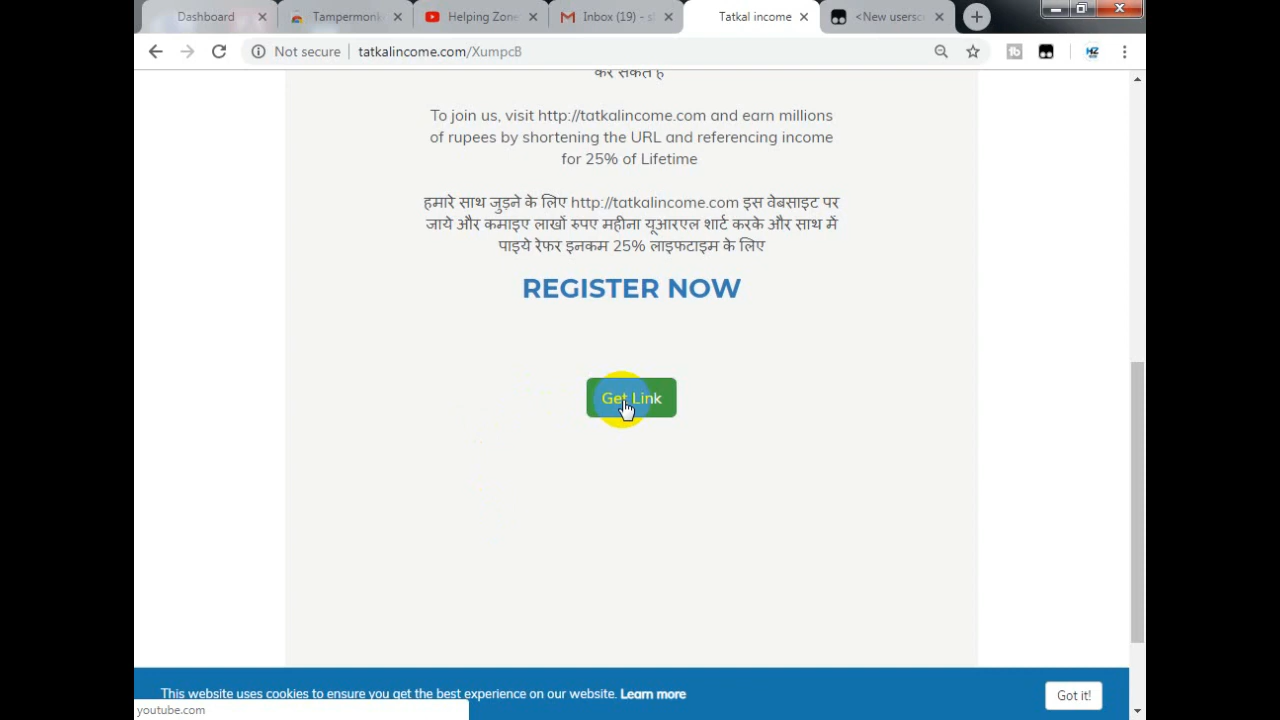 Dashboard
Tampermonk
Helping Zone
Inbox (19) - s
Tatkal income
<New usersc
Not secure
tatkalincome.com/XumpcB
कर सकते है
To join us, visit http://tatkalincome.com and earn millions
of rupees by shortening the URL and referencing income
for 25% of Lifetime
हमारे साथ जुड़ने के लिए http://tatkalincome.com इस वेबसाइट पर
जाये और कमाइए लाखों रुपए महीना यूआरएल शार्ट करके और साथ में
पाइये रेफर इनकम 25% लाइफटाइम के लिए
REGISTER NOW
Get Link
This website uses cookies to ensure you get the best experience on our website. Learn more
Got it!
youtube.com